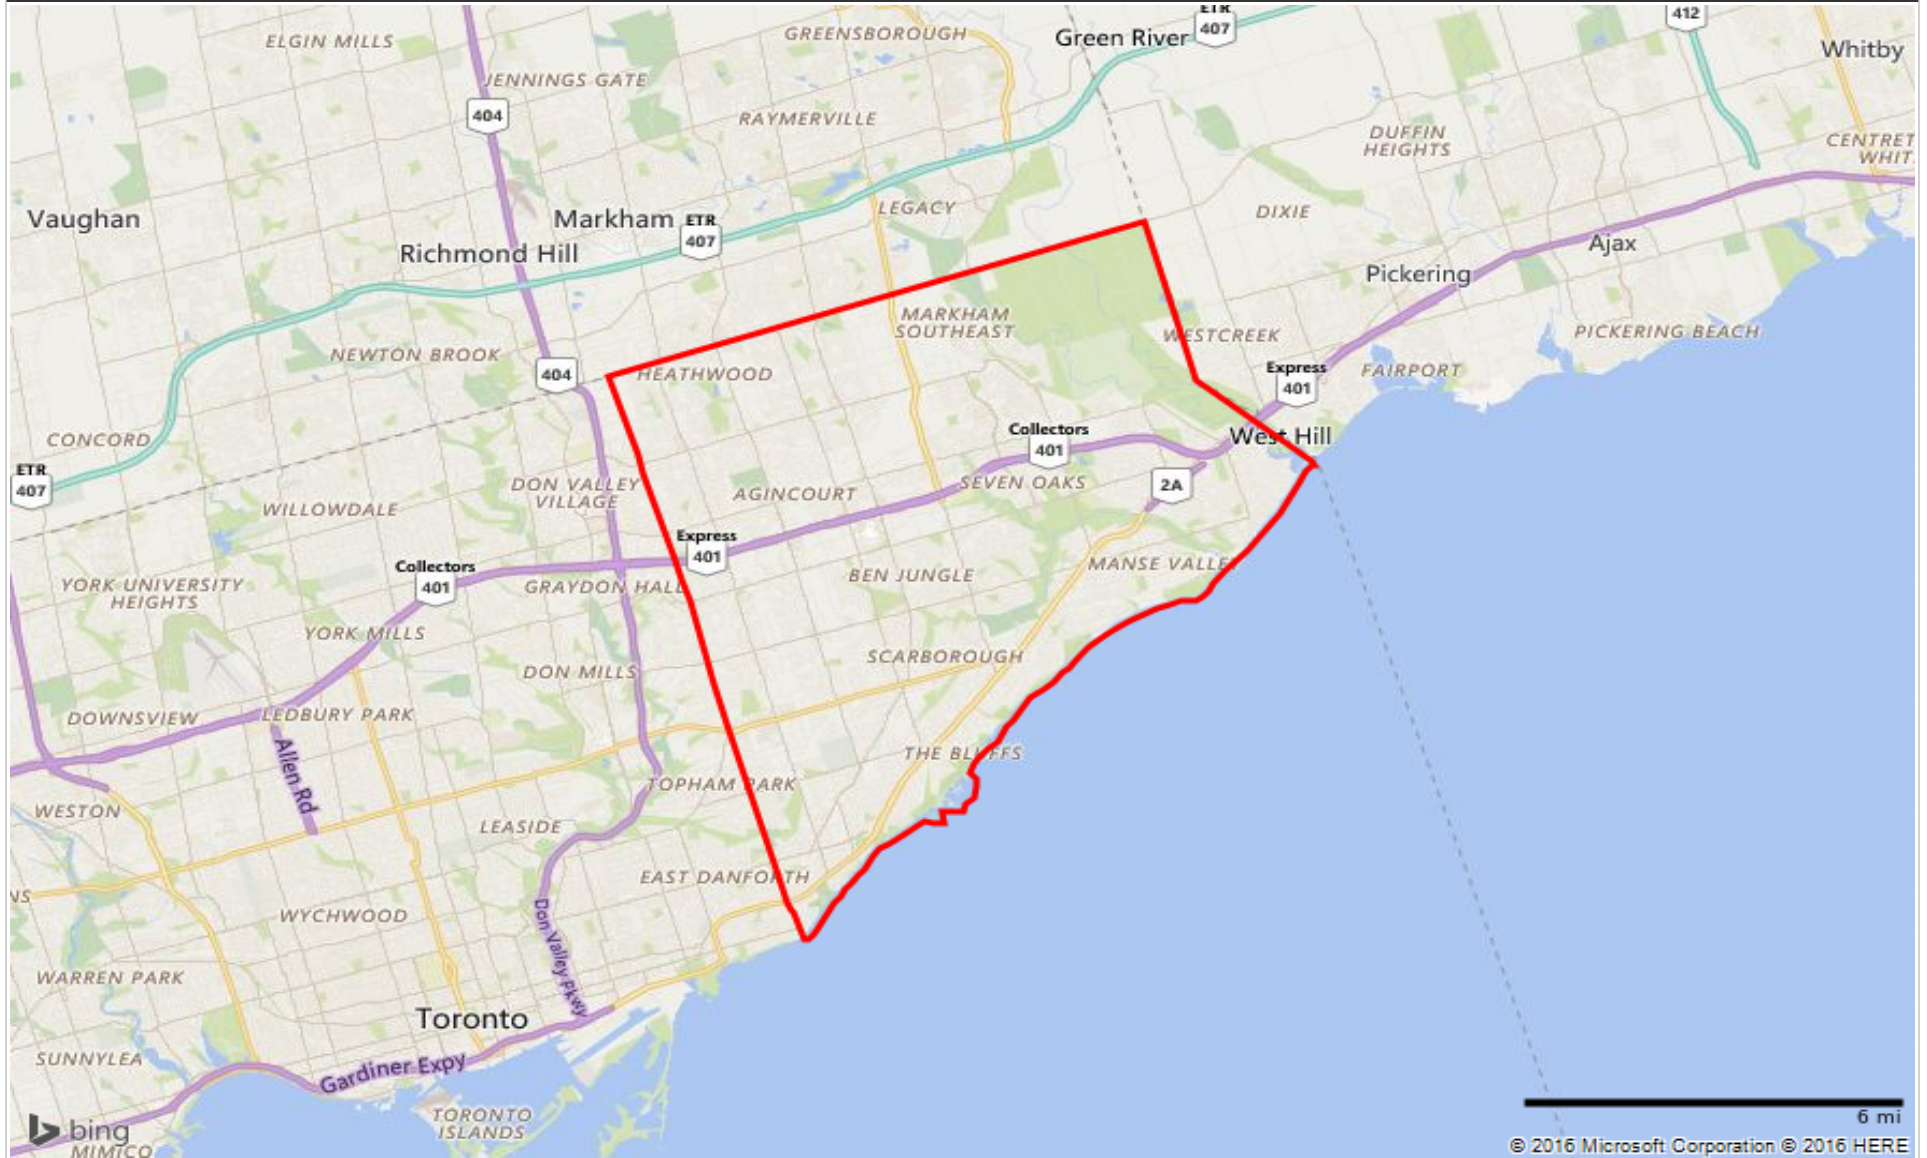 ELGIN MILLS
GREENSBOROUGH
Green River
ETR
407
412
Whitby
JENNINGS GATE
404
RAYMERVILLE
DUFFIN
HEIGHTS
Vaughan
Markham
ETR
407
LEGACY
DIXIE
Richmond Hill
Ajax
Pickering
MARKHAM
SOUTHEAST
WESTCREEK
PICKERING BEACH
NEWTON BROOK
404
HEATHWOOD
Express
401
FAIRPORT
CONCORD
Collectors
401
West Hill
ETR
407
DON VALLEY
VILLAGE
AGINCOURT
SEVEN OAKS
2A
WILLOWDALE
Express
401
Collectors
401
YORK UNIVERSITY
HEIGHTS
GRAYDON HALL
BEN JUNGLE
MANSE VALLEY
YORK MILLS
DON MILLS
SCARBOROUGH
DOWNSVIEW
LEDBURY PARK
Allen Rd
THE BLUFFS
TOPHAM PARK
WESTON
LEASIDE
EAST DANFORTH
WYCHWOOD
Don Valley Pkwy
WARREN PARK
Toronto
SUNNYLEA
Gardiner Expy
TORONTO
ISLANDS
bing
MIMICO
6 mi
© 2016 Microsoft Corporation © 2016 HERE